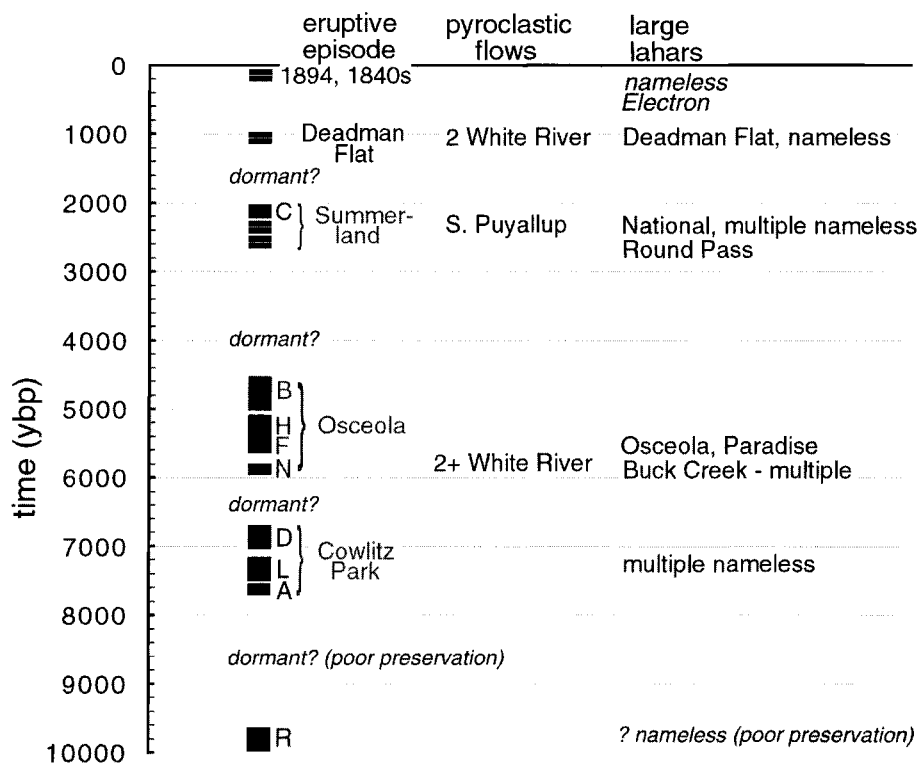 eruptive episode
pyroclastic flows
large lahars
0
1894, 1840s
nameless
Electron
1000
Deadman Flat
2 White River
Deadman Flat, nameless
dormant?
2000
C
Summer-
land
S. Puyallup
National, multiple nameless
Round Pass
3000
dormant?
4000
B
5000
H
Osceola
F
Osceola, Paradise
N
2+ White River
Buck Creek - multiple
6000
dormant?
D
7000
Cowlitz
Park
L
multiple nameless
A
8000
dormant? (poor preservation)
9000
R
? nameless (poor preservation)
10000
time (ybp)